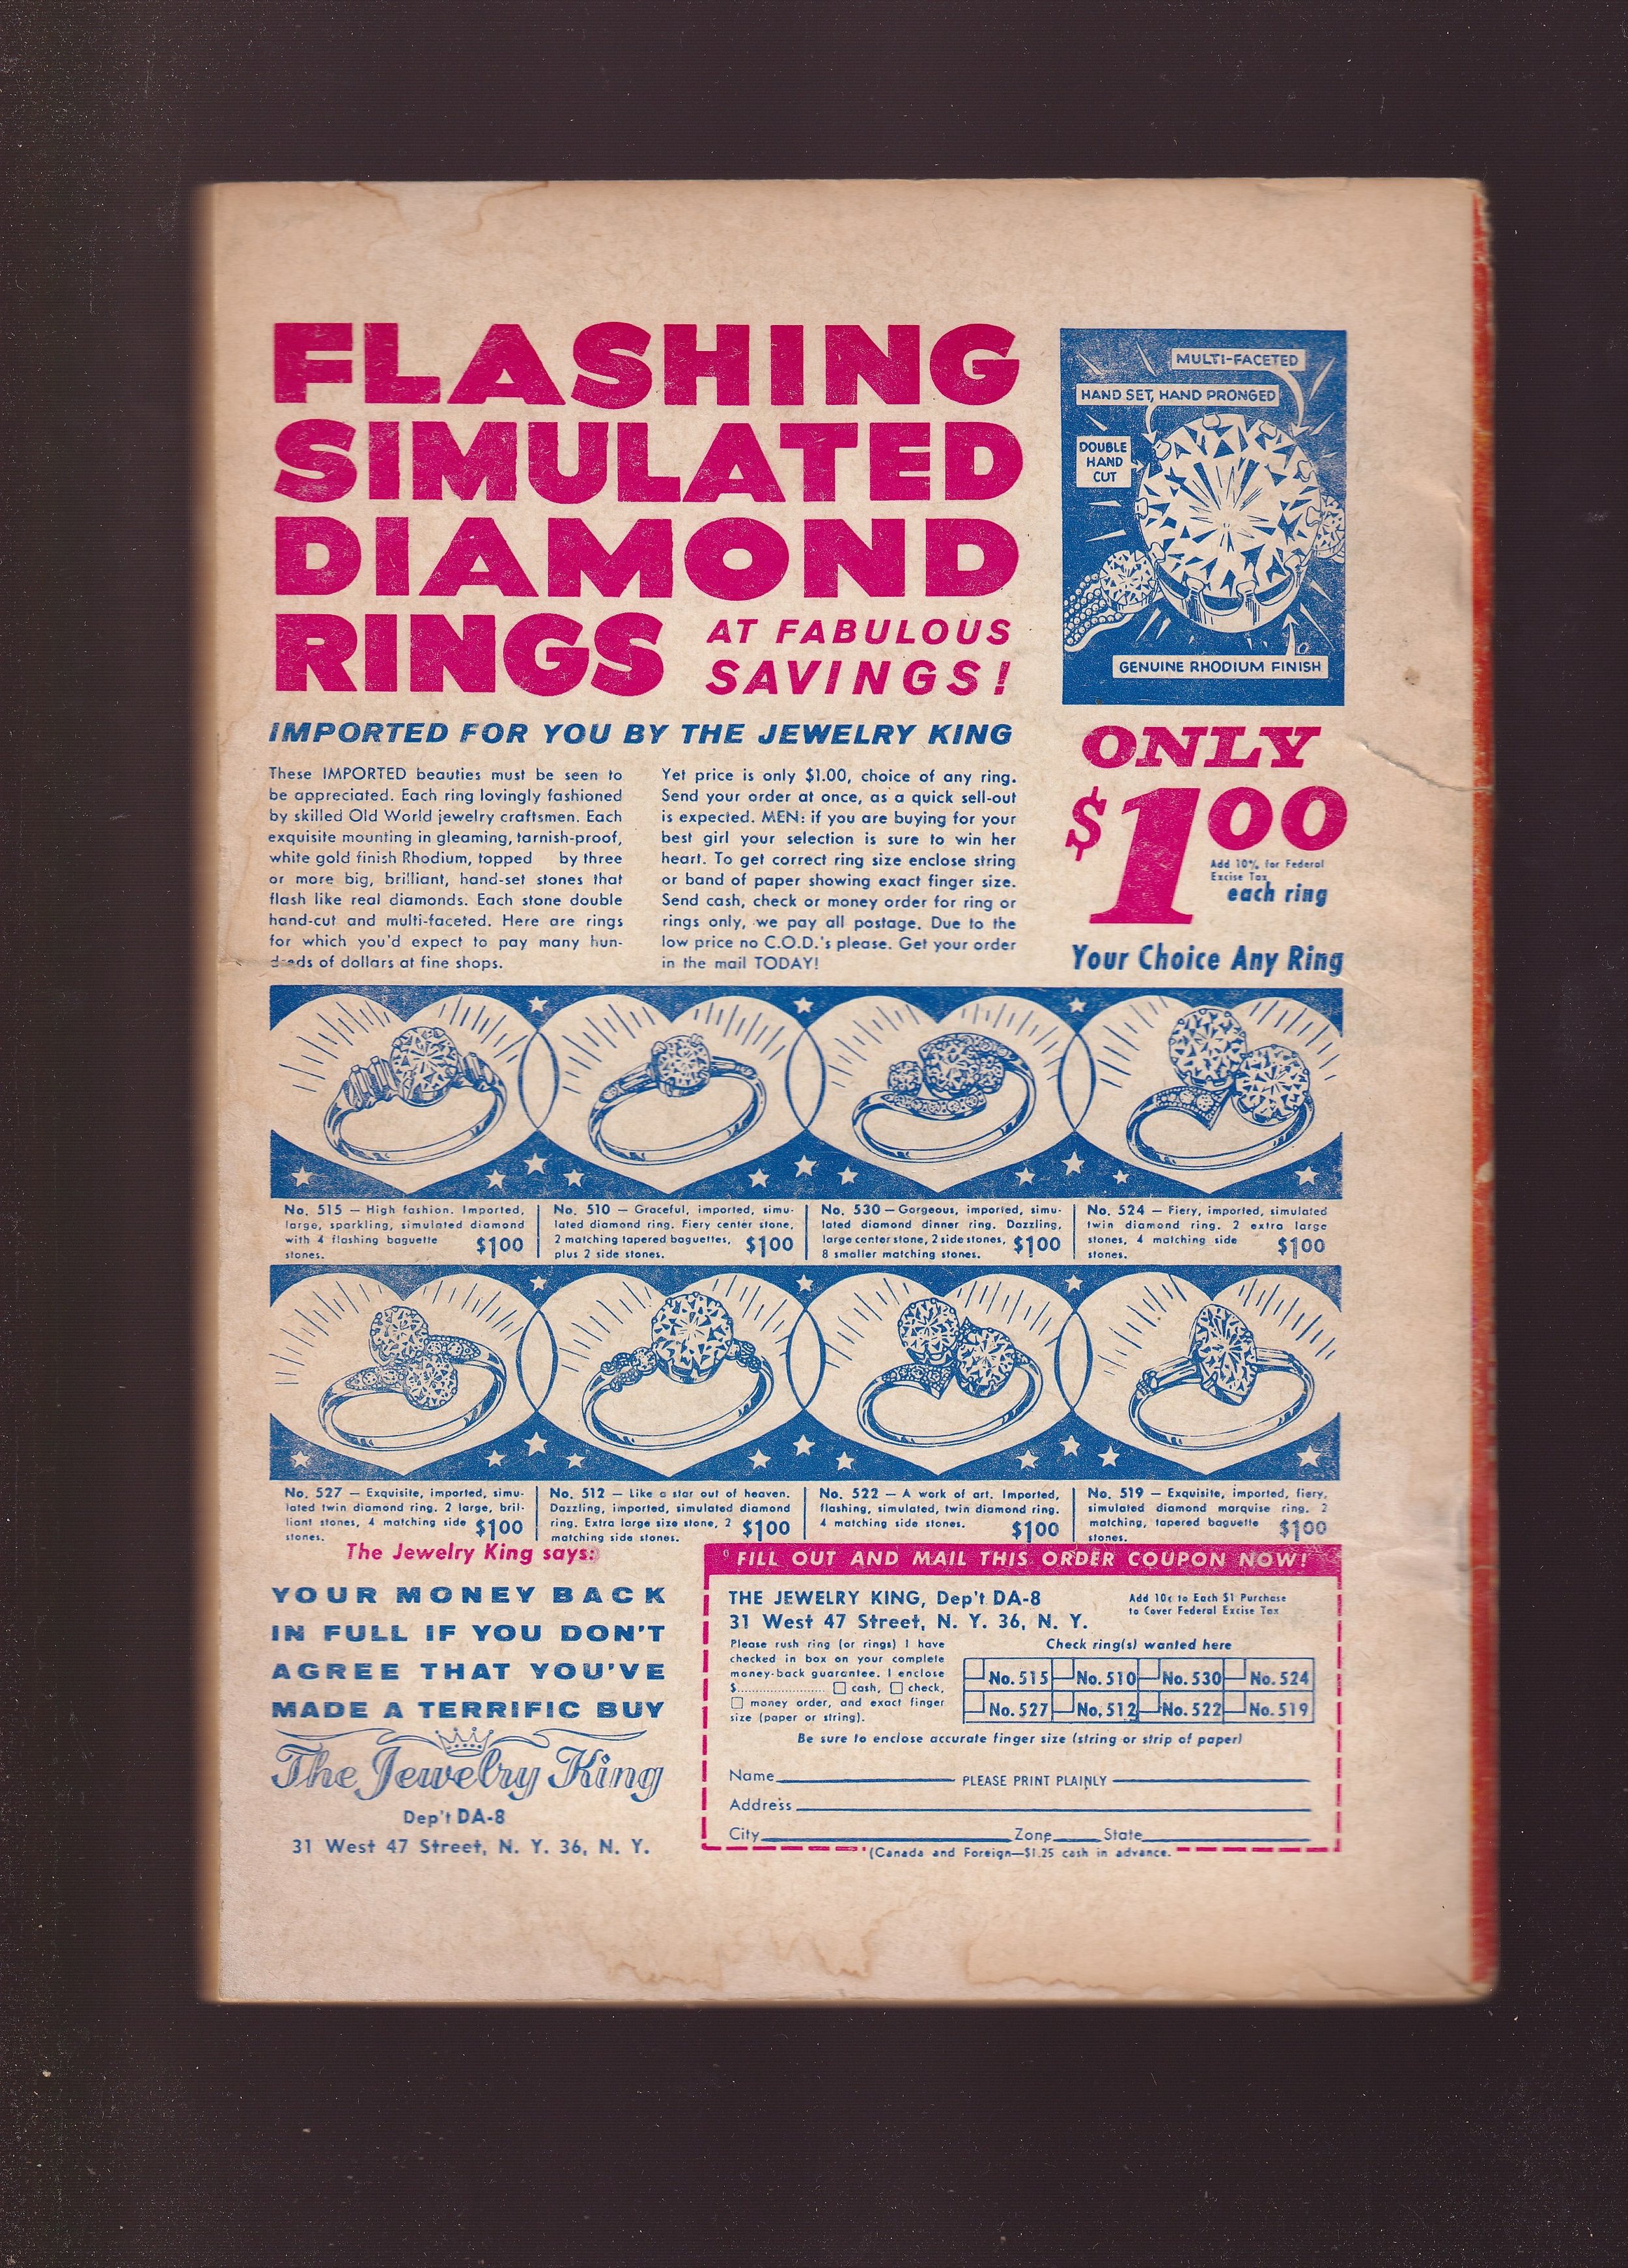 FLASHING
SIMULATED
DIAMOND
RINGS
AT FABULOUS
SAVINGS!
MULTI-FACETED
HAND SET, HAND PRONGED
DOUBLE
HAND
CUT
GENUINE RHODIUM FINISH
IMPORTED FOR YOU BY THE JEWELRY KING
These IMPORTED beauties must be seen to
be appreciated. Each ring lovingly fashioned
by skilled Old World jewelry craftsmen. Each
exquisite mounting in gleaming, tarnish-proof,
white gold finish Rhodium, topped by three
or more big, brilliant, hand-set stones that
flash like real diamonds. Each stone double
hand-cut and multi-faceted. Here are rings
for which you'd expect to pay many hun-
dreds of dollars at fine shops.
Yet price is only $1.00, choice of any ring.
Send your order at once, as a quick sell-out
is expected. MEN: if you are buying for your
best girl your selection is sure to win her
heart. To get correct ring size enclose string
or band of paper showing exact finger size.
Send cash, check or money order for ring or
rings only, we pay all postage. Due to the
low price no C.O.D.'s please. Get your order
in the mail TODAY!
ONLY
$100
Add 10% for Federal
Excise Tax
each ring
Your Choice Any Ring
No. 515 — High fashion. Imported,
large, sparkling, simulated diamond
with 4 flashing baguette
stones. $100
No. 510 — Graceful, imported, simu-
lated diamond ring. Fiery center stone,
2 matching tapered baguettes,
plus 2 side stones. $100
No. 530 — Gorgeous, imported, simu-
lated diamond dinner ring. Dazzling,
large center stone, 2 side stones,
8 smaller matching stones. $100
No. 524 — Fiery, imported, simulated
twin diamond ring. 2 extra large
stones, 4 matching side
stones. $100
No. 527 — Exquisite, imported, simu-
lated twin diamond ring. 2 large, bril-
liant stones, 4 matching side
stones. $100
No. 512 — Like a star out of heaven.
Dazzling, imported, simulated diamond
ring. Extra large size stone, 2
matching side stones. $100
No. 522 — A work of art. Imported,
flashing, simulated, twin diamond ring.
4 matching side stones. $100
No. 519 — Exquisite, imported, fiery,
simulated diamond marquise ring. 2
matching, tapered baguette
stones. $100
The Jewelry King says:
YOUR MONEY BACK
IN FULL IF YOU DON'T
AGREE THAT YOU'VE
MADE A TERRIFIC BUY
The Jewelry King
Dep't DA-8
31 West 47 Street, N. Y. 36, N. Y.
FILL OUT AND MAIL THIS ORDER COUPON NOW!
THE JEWELRY KING, Dep't DA-8
31 West 47 Street, N. Y. 36, N. Y.
Add 10c to Each $1 Purchase
to Cover Federal Excise Tax
Please rush ring (or rings) I have
checked in box on your complete
money-back guarantee. I enclose
$...................... cash, check,
money order, and exact finger
size (paper or string).
Check ring(s) wanted here
No. 515 No. 510 No. 530 No. 524
No. 527 No. 512 No. 522 No. 519
Be sure to enclose accurate finger size (string or strip of paper)
Name PLEASE PRINT PLAINLY
Address
City Zone State
(Canada and Foreign—$1.25 cash in advance.